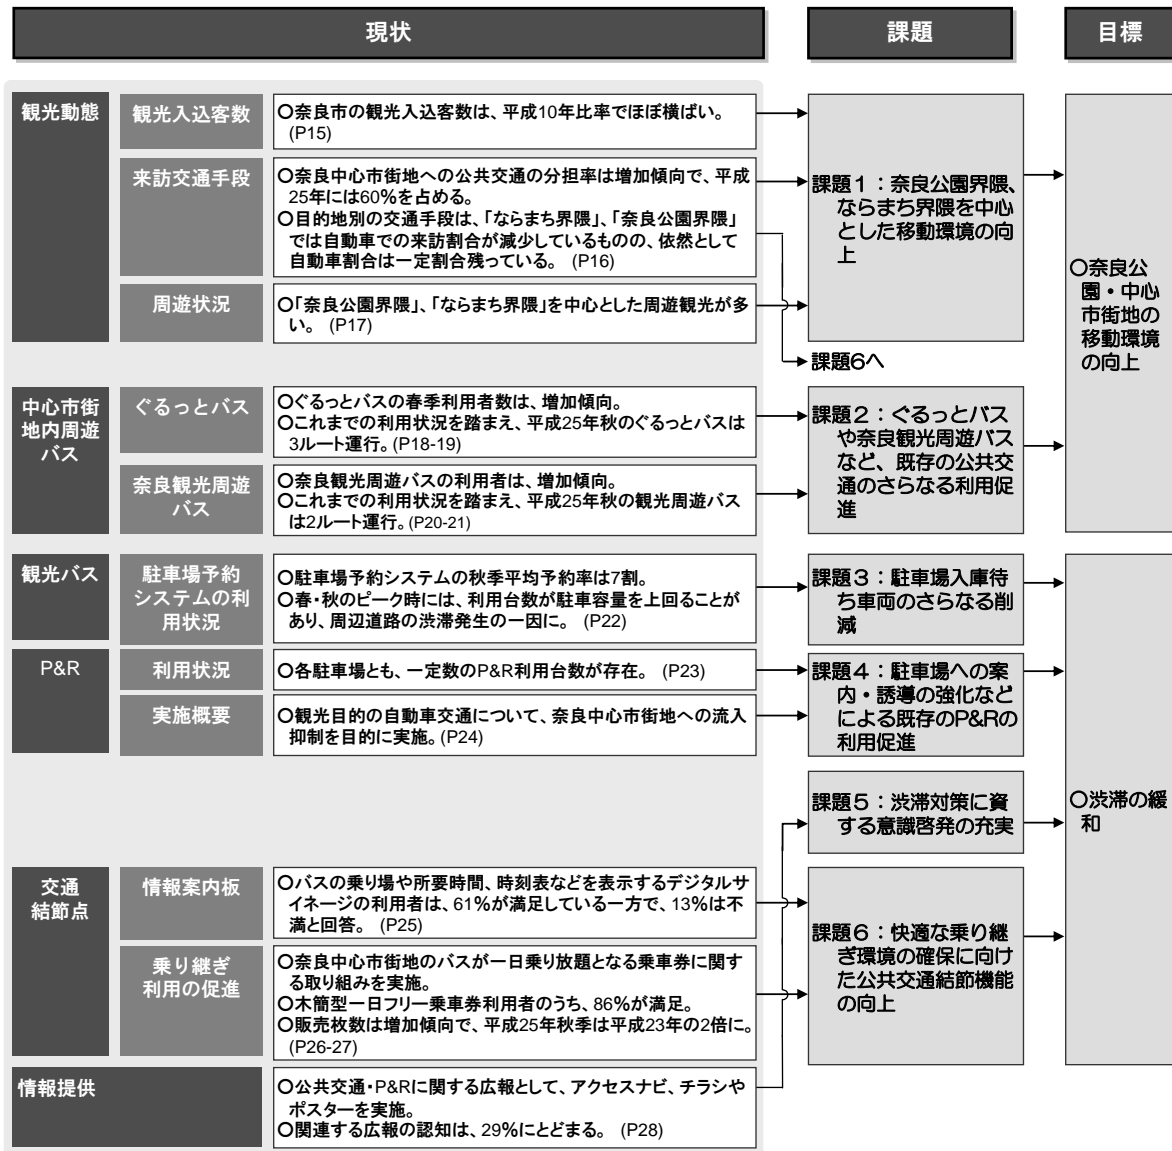 現状
課題
目標
観光動態
観光入込客数
〇奈良市の観光入込客数は、平成10年比率でほぼ横ばい。
(P15)
来訪交通手段
〇奈良中心市街地への公共交通の分担率は増加傾向で、平成
25年には60％を占める。
〇目的地別の交通手段は、「ならまち界隈」、「奈良公園界隈」
では自動車での来訪割合が減少しているものの、依然として
自動車割合は一定割合残っている。 (P16)
周遊状況
〇「奈良公園界隈」、「ならまち界隈」を中心とした周遊観光が多
い。 (P17)
課題１：奈良公園界隈、
ならまち界隈を中心
とした移動環境の向
上
課題6へ
〇奈良公
園・中心
市街地の
移動環境
の向上
中心市街
地内周遊
バス
ぐるっとバス
〇ぐるっとバスの春季利用者数は、増加傾向。
〇これまでの利用状況を踏まえ、平成25年秋のぐるっとバスは
3ルート運行。(P18-19)
奈良観光周遊
バス
〇奈良観光周遊バスの利用者は、増加傾向。
〇これまでの利用状況を踏まえ、平成25年秋の観光周遊バス
は2ルート運行。(P20-21)
課題２：ぐるっとバス
や奈良観光周遊バス
など、既存の公共交
通のさらなる利用促
進
観光バス
駐車場予約
システムの利
用状況
〇駐車場予約システムの秋季平均予約率は7割。
〇春・秋のピーク時には、利用台数が駐車容量を上回ることが
あり、周辺道路の渋滞発生の一因に。 (P22)
課題３：駐車場入庫待
ち車両のさらなる削
減
P&R
利用状況
〇各駐車場とも、一定数のP&R利用台数が存在。 (P23)
実施概要
〇観光目的の自動車交通について、奈良中心市街地への流入
抑制を目的に実施。(P24)
課題４：駐車場への案
内・誘導の強化などに
よる既存のP&Rの
利用促進
課題５：渋滞対策に資
する意識啓発の充実
〇渋滞の緩
和
交通
結節点
情報案内板
〇バスの乗り場や所要時間、時刻表などを表示するデジタルサ
イネージの利用者は、61％が満足している一方で、13％は不
満と回答。 (P25)
乗り継ぎ
利用の促進
〇奈良中心市街地のバスが一日乗り放題となる乗車券に関す
る取り組みを実施。
〇木簡型一日フリー乗車券利用者のうち、86％が満足。
〇販売枚数は増加傾向で、平成25年秋季は平成23年の2倍に。
(P26-27)
課題６：快適な乗り継
ぎ環境の確保に向け
た公共交通結節機能
の向上
情報提供
〇公共交通・P&Rに関する広報として、アクセスナビ、チラシや
ポスターを実施。
〇関連する広報の認知は、29％にとどまる。 (P28)